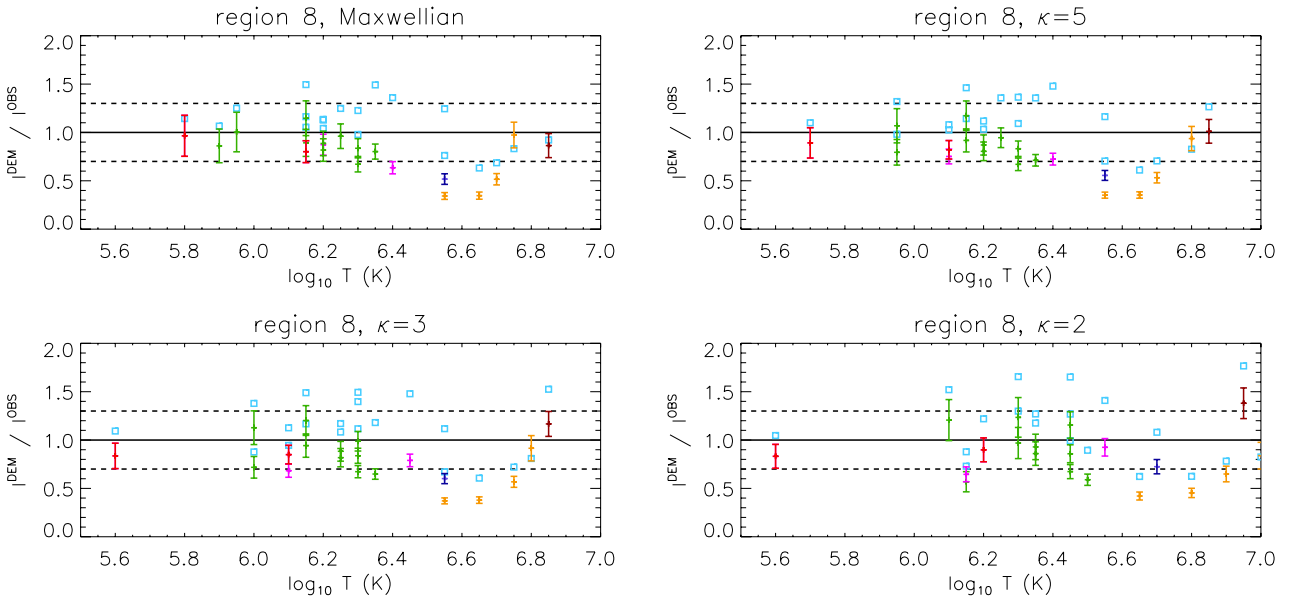 region 8, Maxwellian
2.0
1.5
1.0
0.5
0.0
I^DEM / I^OBS
5.6 5.8 6.0 6.2 6.4 6.6 6.8 7.0
log₁₀ T (K)
region 8, κ=5
2.0
1.5
1.0
0.5
0.0
I^DEM / I^OBS
5.6 5.8 6.0 6.2 6.4 6.6 6.8 7.0
log₁₀ T (K)
region 8, κ=3
2.0
1.5
1.0
0.5
0.0
I^DEM / I^OBS
5.6 5.8 6.0 6.2 6.4 6.6 6.8 7.0
log₁₀ T (K)
region 8, κ=2
2.0
1.5
1.0
0.5
0.0
I^DEM / I^OBS
5.6 5.8 6.0 6.2 6.4 6.6 6.8 7.0
log₁₀ T (K)